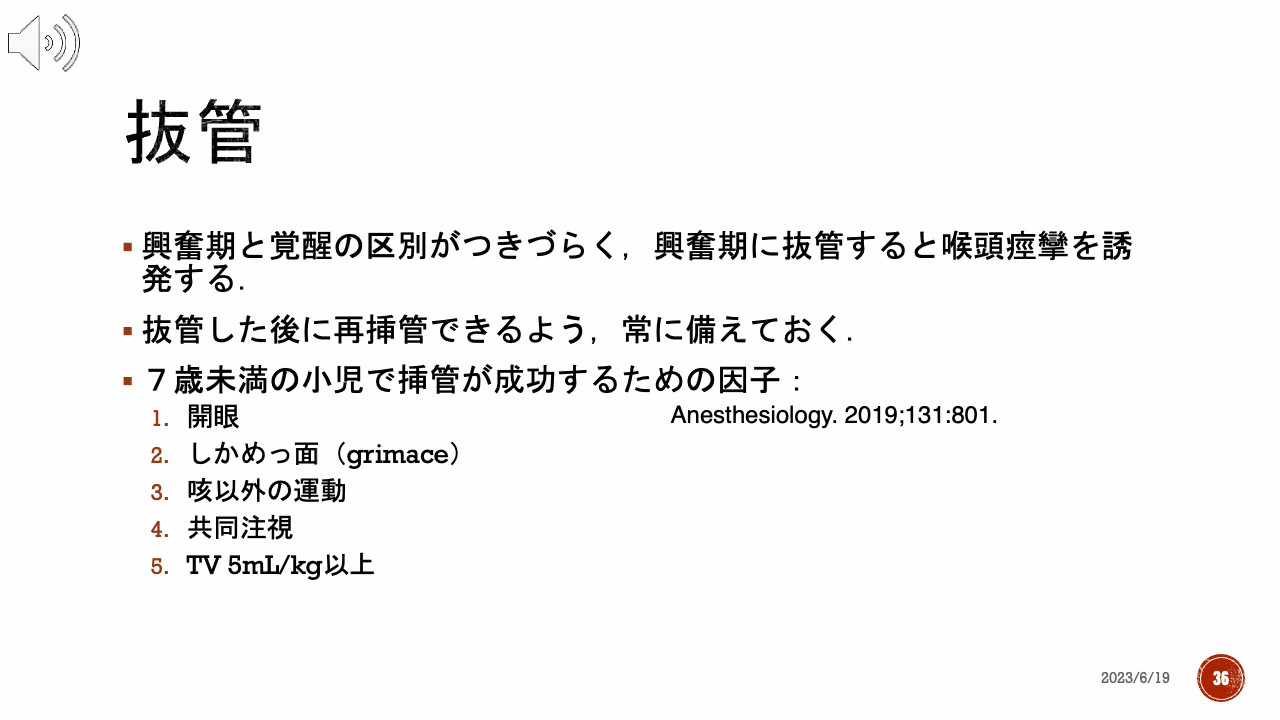 抜管
興奮期と覚醒の区別がつきづらく，興奮期に抜管すると喉頭痙攣を誘
発する．
抜管した後に再挿管できるよう，常に備えておく．
７歳未満の小児で挿管が成功するための因子：
1. 開眼
Anesthesiology. 2019;131:801.
2. しかめっ面（grimace）
3. 咳以外の運動
4. 共同注視
5. TV 5mL/kg以上
2023/6/19
36